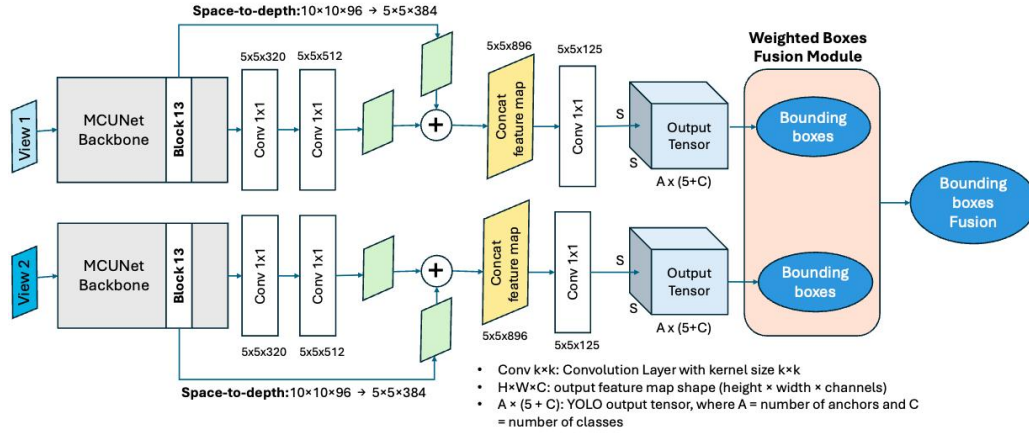 Space-to-depth:10×10×96 → 5×5×384
View 1
MCUNet
Backbone
Block 13
5x5x320
Conv 1x1
5x5x512
Conv 1x1
+
5x5x896
Concat
feature map
5x5x125
Conv 1x1
S
S
Output
Tensor
A x (5+C)
Weighted Boxes
Fusion Module
Bounding
boxes
Bounding
boxes
Fusion
View 2
MCUNet
Backbone
Block 13
Conv 1x1
5x5x320
Conv 1x1
5x5x512
+
Concat
feature map
5x5x896
Conv 1x1
5x5x125
S
S
Output
Tensor
A x (5+C)
Bounding
boxes
Space-to-depth:10×10×96 → 5×5×384
• Conv k×k: Convolution Layer with kernel size k×k
• H×W×C: output feature map shape (height × width × channels)
• A × (5 + C): YOLO output tensor, where A = number of anchors and C
= number of classes